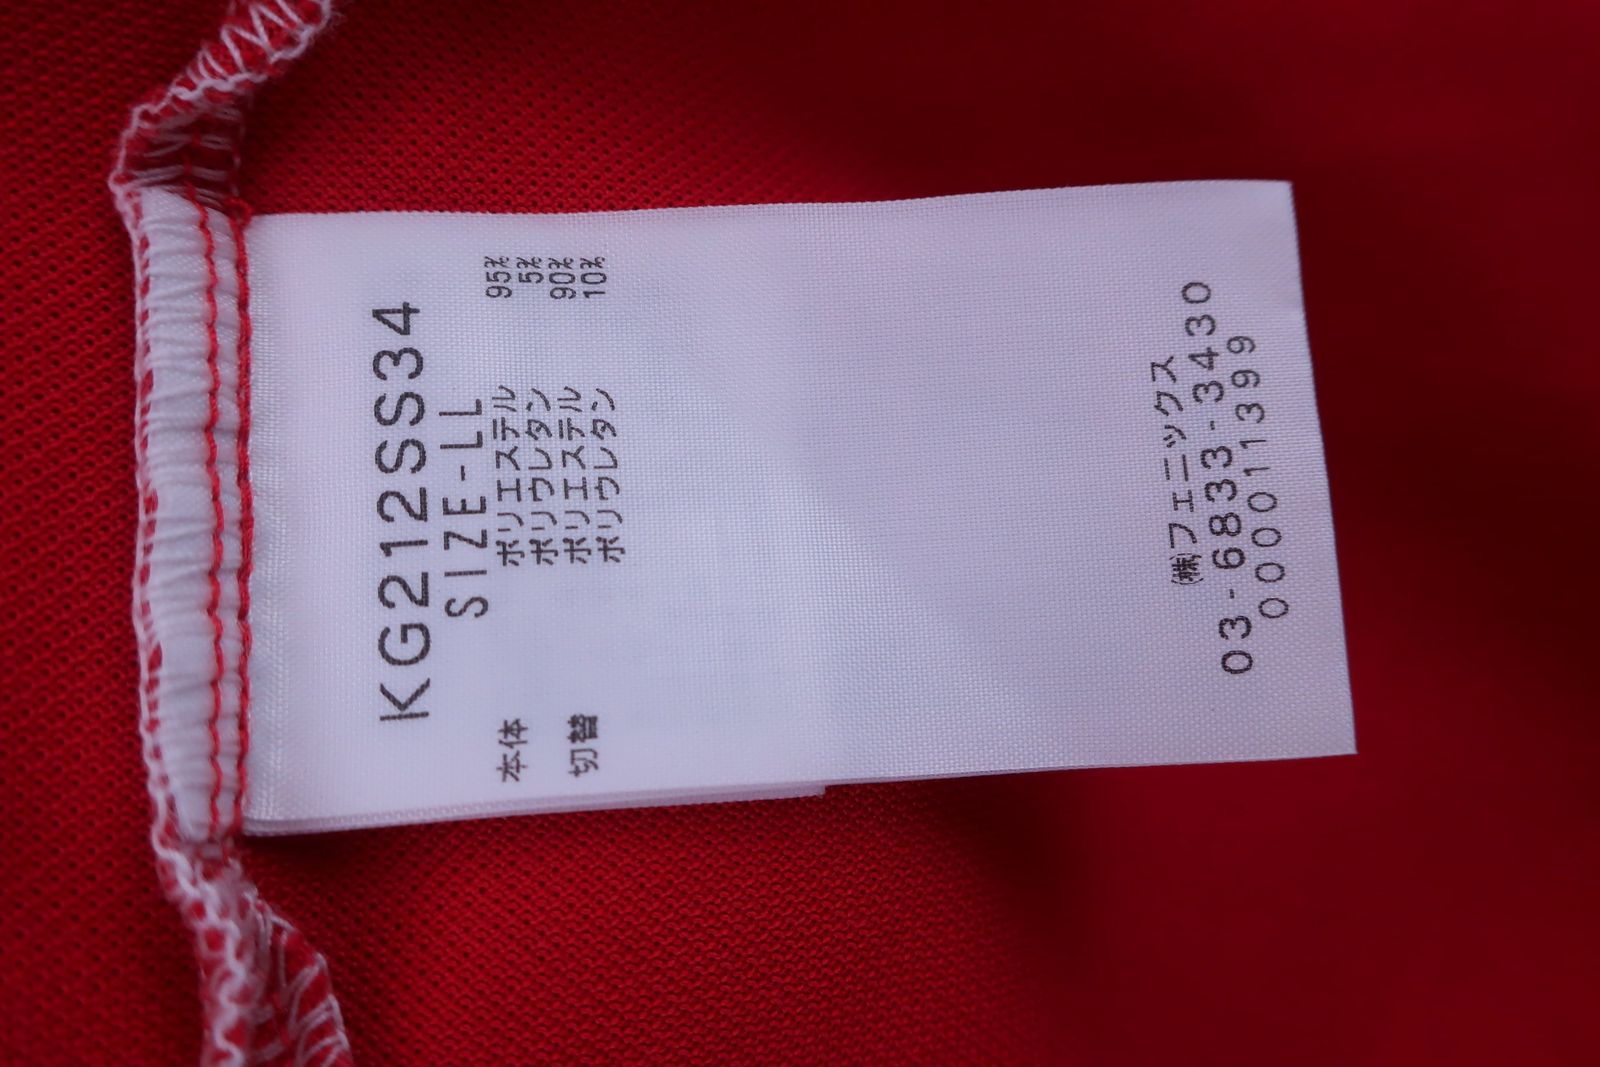 KG212SS34
SIZE-LL
本体 ポリエステル 95%
ポリウレタン 5%
切替 ポリエステル 90%
ポリウレタン 10%
㈱フェニックス
03-6833-3430
00001399